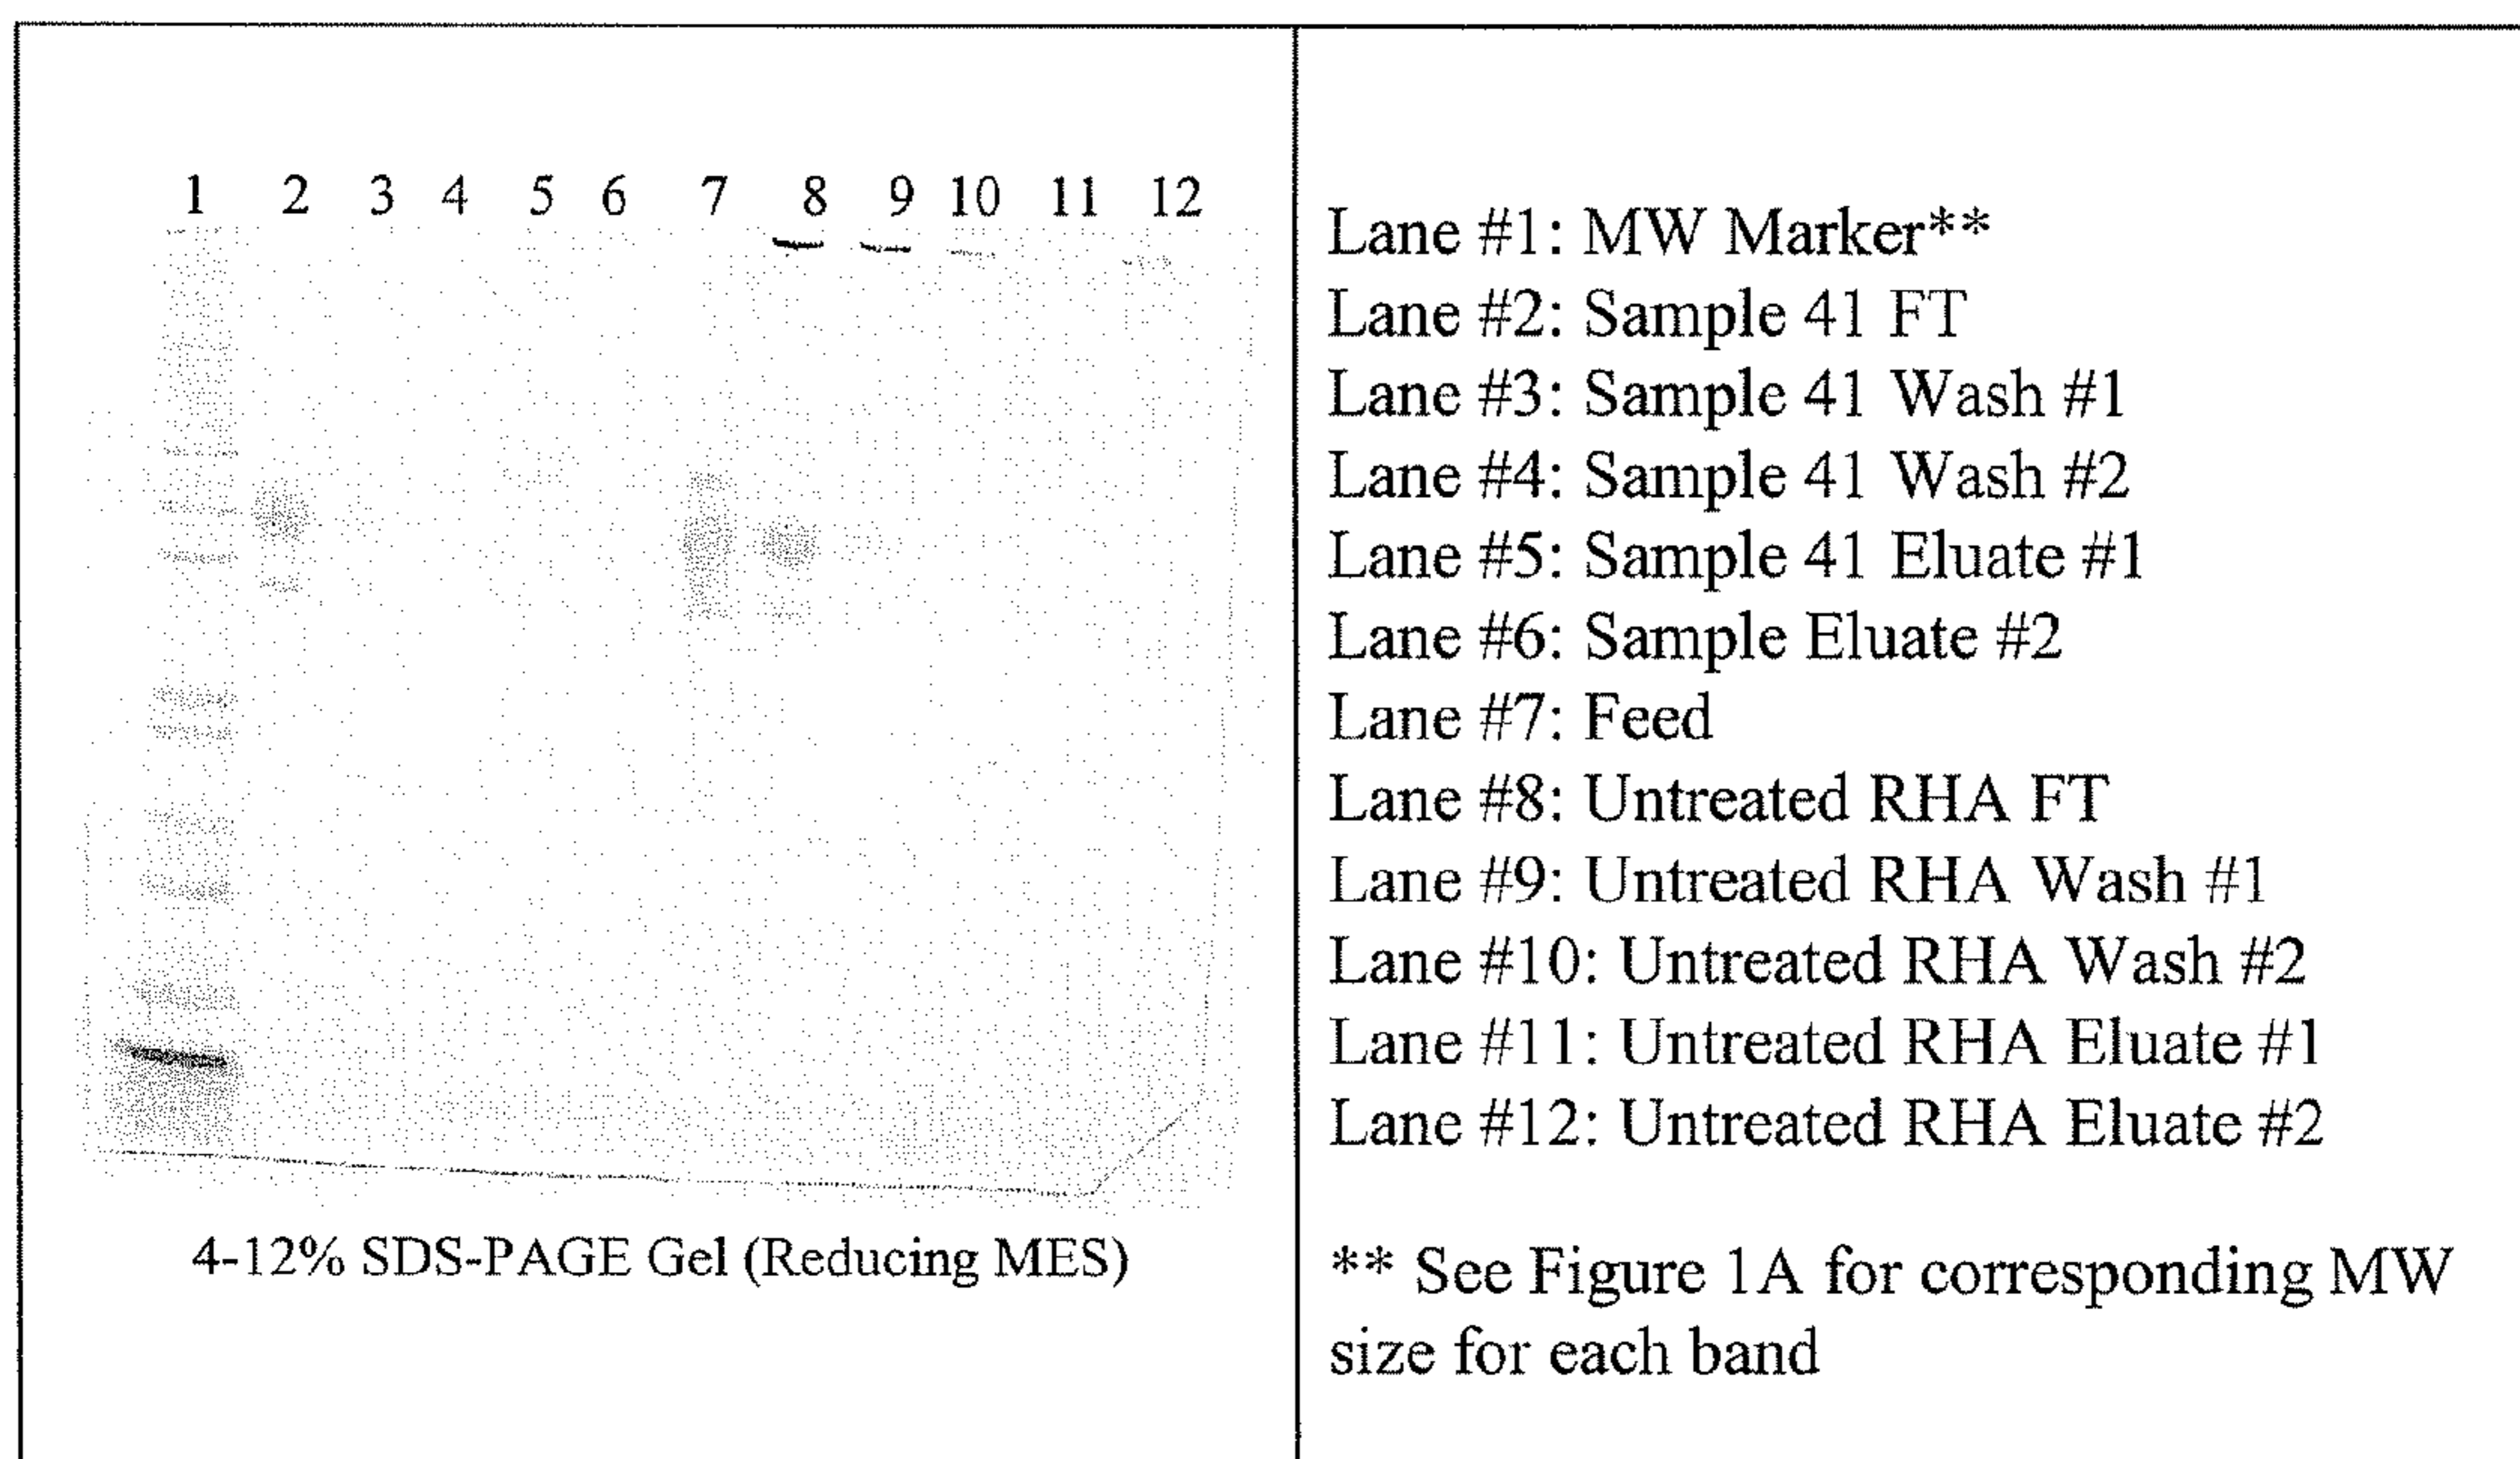 1 2 3 4 5 6 7 8 9 10 11 12
4-12% SDS-PAGE Gel (Reducing MES)
Lane #1: MW Marker**
Lane #2: Sample 41 FT
Lane #3: Sample 41 Wash #1
Lane #4: Sample 41 Wash #2
Lane #5: Sample 41 Eluate #1
Lane #6: Sample Eluate #2
Lane #7: Feed
Lane #8: Untreated RHA FT
Lane #9: Untreated RHA Wash #1
Lane #10: Untreated RHA Wash #2
Lane #11: Untreated RHA Eluate #1
Lane #12: Untreated RHA Eluate #2
** See Figure 1A for corresponding MW
size for each band